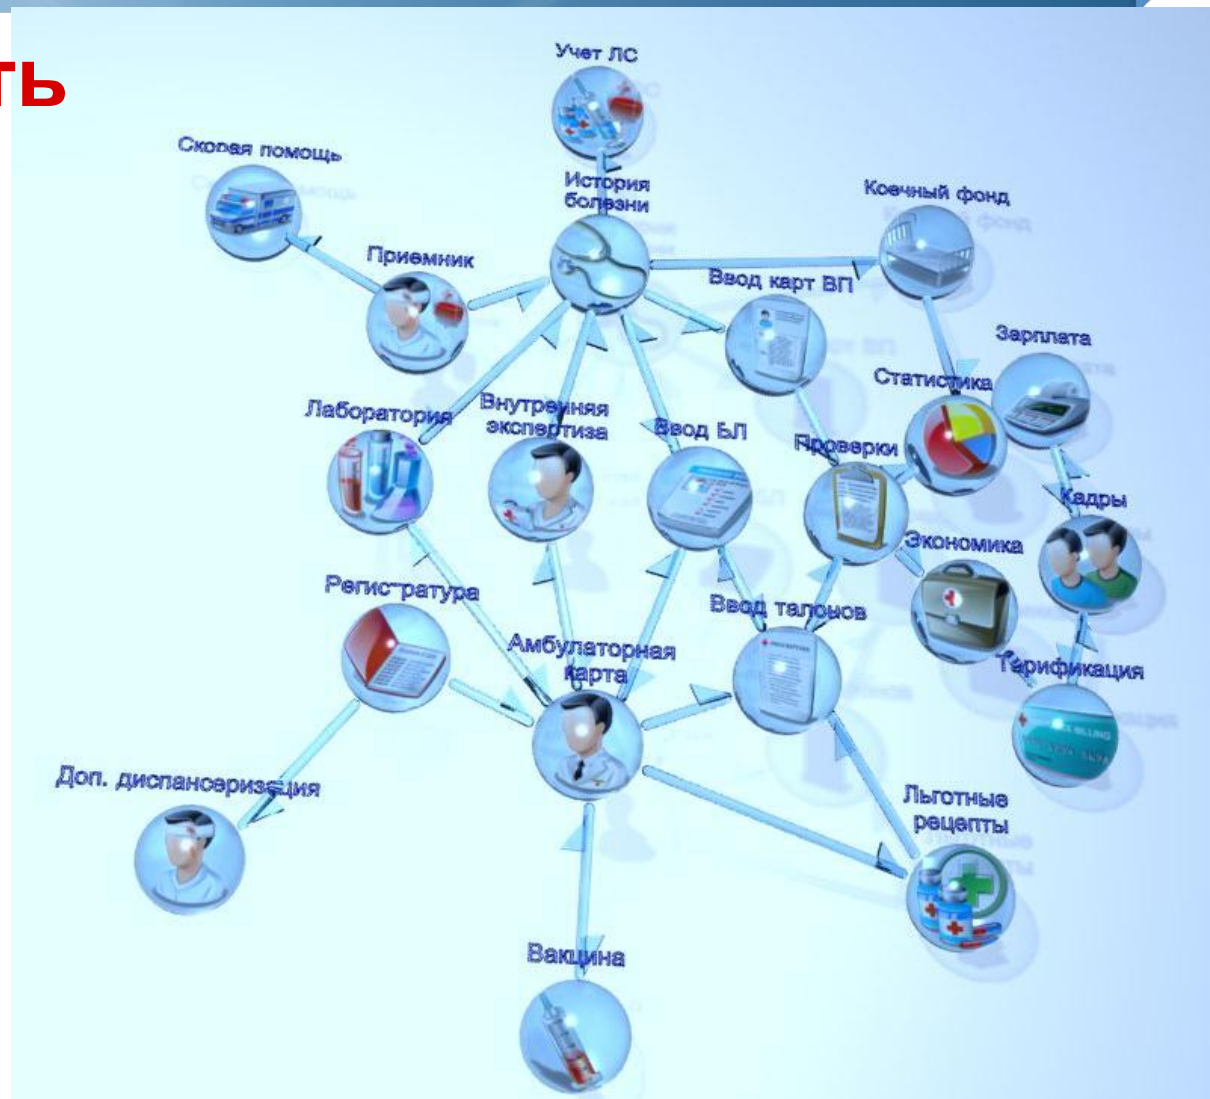 ть
Учет ЛС
Скорая помощь
История
болезни
Коечный фонд
Приемник
Ввод карт ВП
Зарплата
Статистика
Внутренняя
экспертиза
Лаборатория
Ввод БЛ
Проверки
Кадры
Экономика
Регистратура
Ввод талонов
Амбулаторная
карта
Тарификация
Доп. диспансеризация
Льготные
рецепты
Вакцина